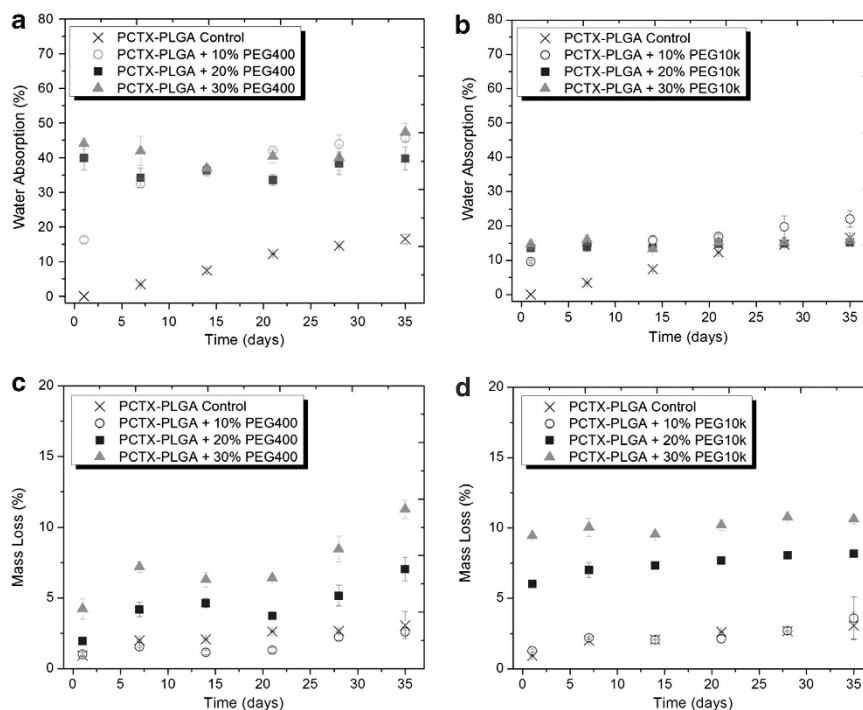 a
80
70
60
50
40
30
20
10
0
Water Absorption (%)
PCTX-PLGA Control
PCTX-PLGA + 10% PEG400
PCTX-PLGA + 20% PEG400
PCTX-PLGA + 30% PEG400
0 5 10 15 20 25 30 35
Time (days)
b
80
70
60
50
40
30
20
10
0
Water Absorption (%)
PCTX-PLGA Control
PCTX-PLGA + 10% PEG10k
PCTX-PLGA + 20% PEG10k
PCTX-PLGA + 30% PEG10k
0 5 10 15 20 25 30 35
Time (days)
c
20
15
10
5
0
Mass Loss (%)
PCTX-PLGA Control
PCTX-PLGA + 10% PEG400
PCTX-PLGA + 20% PEG400
PCTX-PLGA + 30% PEG400
0 5 10 15 20 25 30 35
Time (days)
d
20
15
10
5
0
Mass Loss (%)
PCTX-PLGA Control
PCTX-PLGA + 10% PEG10k
PCTX-PLGA + 20% PEG10k
PCTX-PLGA + 30% PEG10k
0 5 10 15 20 25 30 35
Time (days)